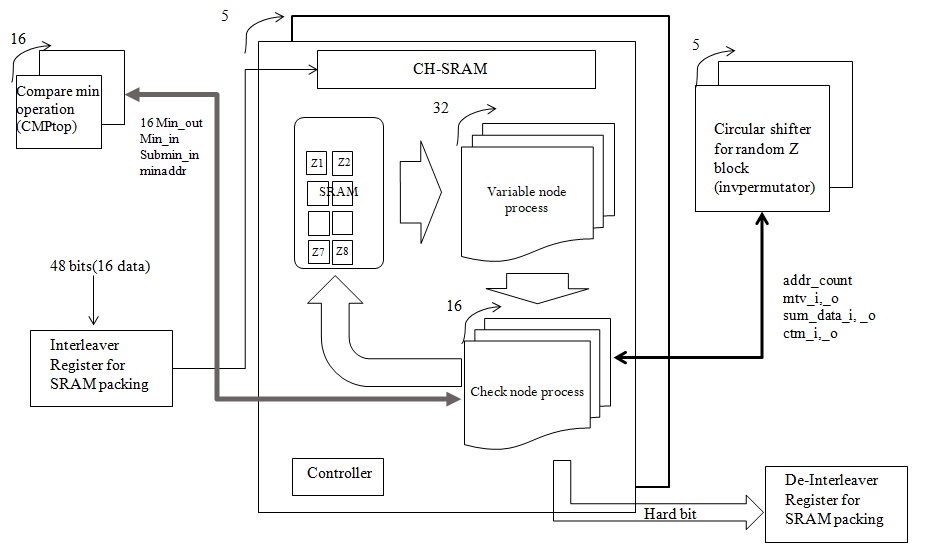 5
16
5
CH-SRAM
Compare min
operation
(CMPtop)
16 Min_out
Min_in
Submin_in
minaddr
32
Z1 Z2
SRAM
Z7 Z8
Variable node
process
Circular shifter
for random Z
block
(invpermutator)
48 bits(16 data)
addr_count
mtv_i,_o
sum_data_i, _o
ctm_i,_o
16
Interleaver
Register for
SRAM packing
Check node process
Controller
Hard bit
De-Interleaver
Register for
SRAM packing